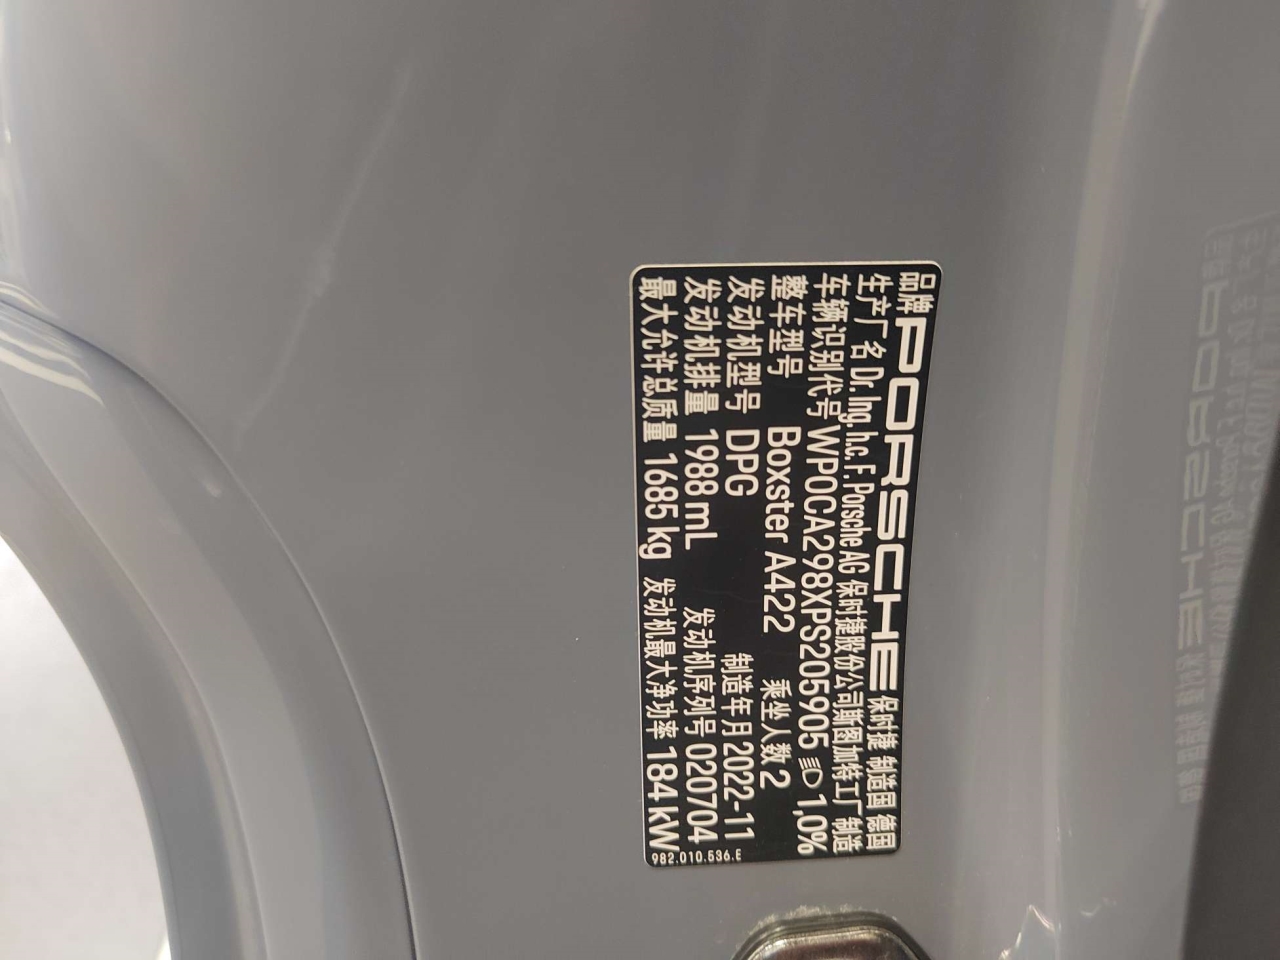 品牌 PORSCHE 保时捷 制造国 德国
生产厂名 Dr. Ing. h.c. F. Porsche AG 保时捷股份公司斯图加特工厂制造
车辆识别代号 WP0CA298XPS205905 1,0%
整车型号 Boxster A422 乘坐人数 2
发动机型号 DPG 制造年月 2022-11
发动机排量 1988 mL 发动机序列号 020704
最大允许总质量 1685 kg 发动机最大净功率 184 kW
982.010.536.E